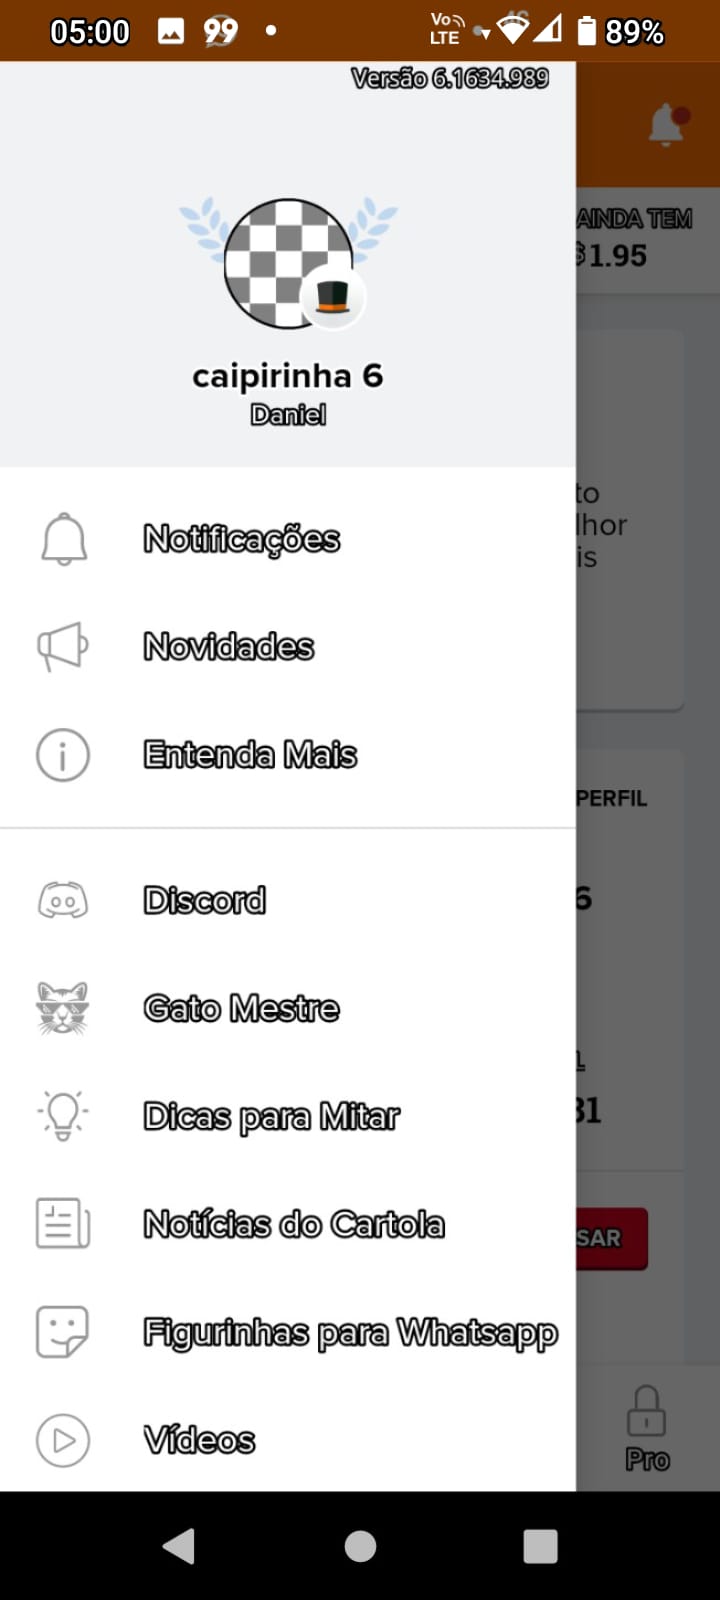 05:00
99
Vo
LTE
4G
89%
Versão 6.1634.989
AINDA TEM
$1.95
caipirinha 6
Daniel
Notificações
to
lhor
is
Novidades
Entenda Mais
PERFIL
Discord
6
Gato Mestre
1
31
Dicas para Mitar
Notícias do Cartola
SAR
Figurinhas para Whatsapp
Vídeos
Pro